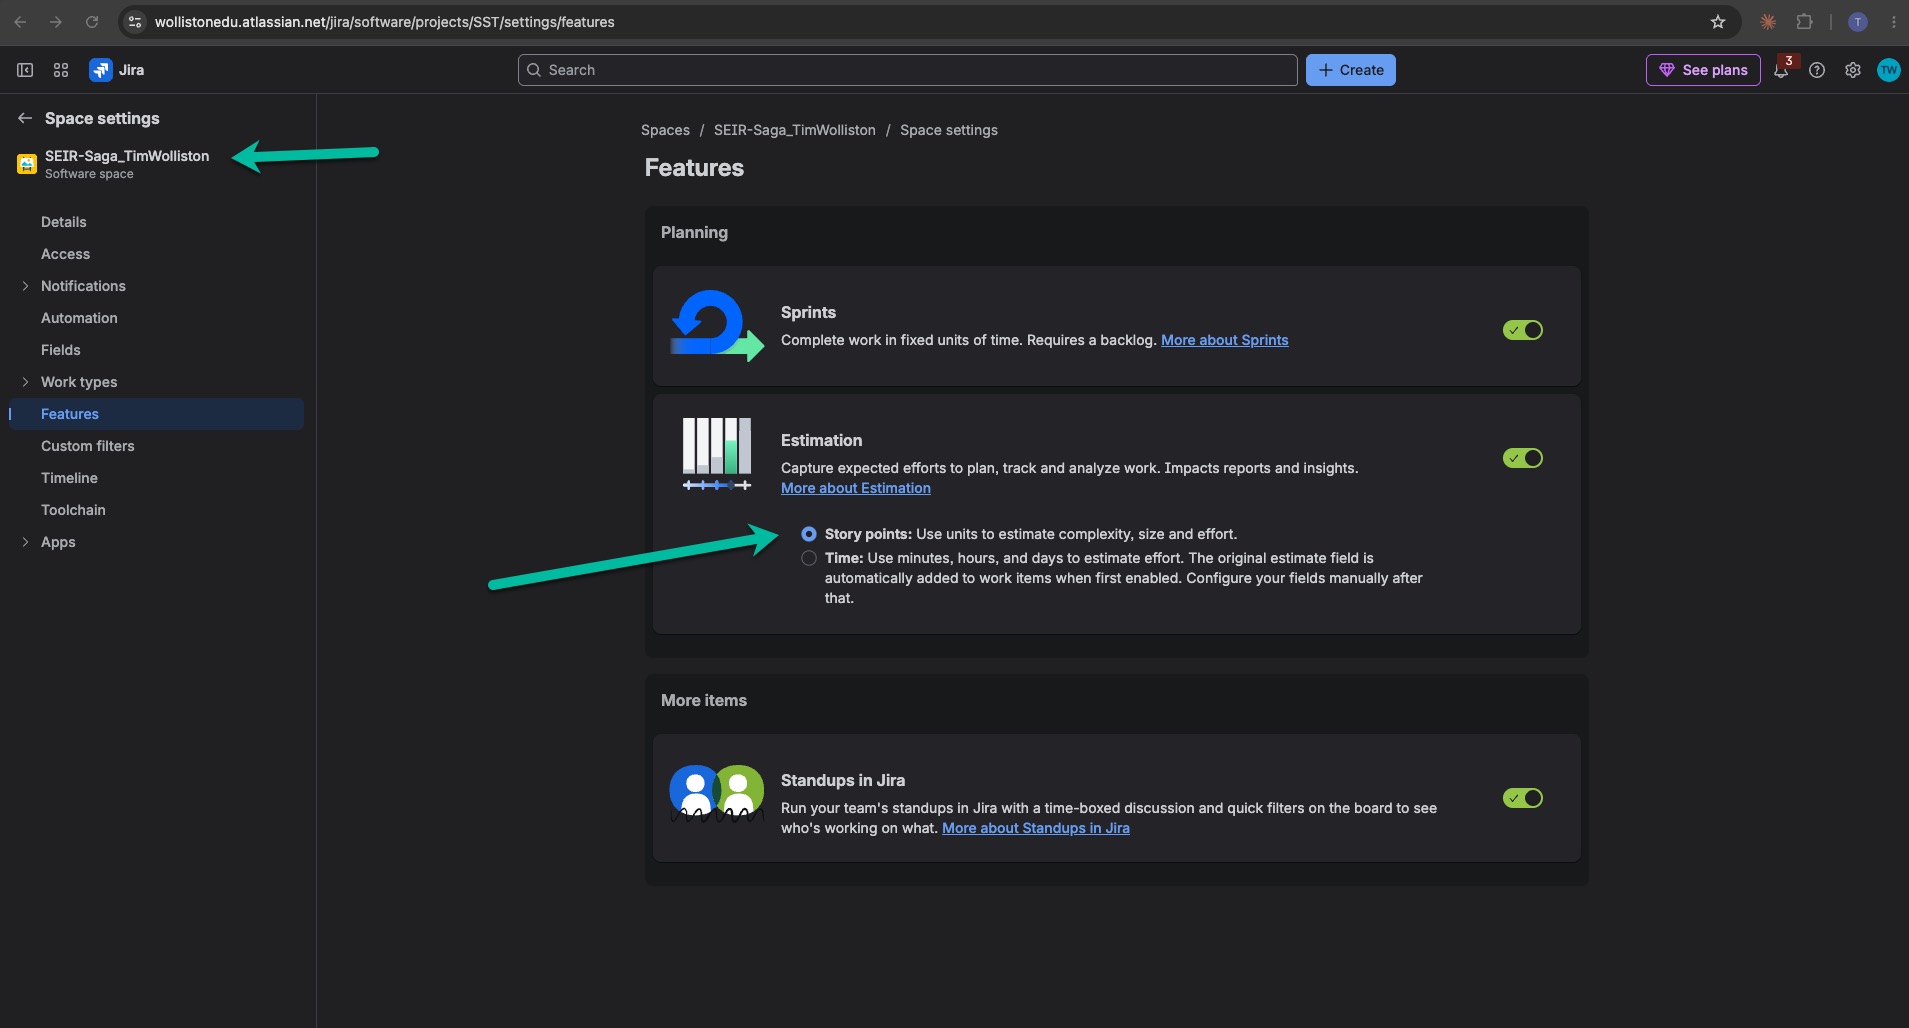 wollistonedu.atlassian.net/jira/software/projects/SST/settings/features
T
Jira
Search
Create
See plans
3
TW
Space settings
SEIR-Saga_TimWolliston
Software space
Details
Access
Notifications
Automation
Fields
Work types
Features
Custom filters
Timeline
Toolchain
Apps
Spaces / SEIR-Saga_TimWolliston / Space settings
Features
Planning
Sprints
Complete work in fixed units of time. Requires a backlog. More about Sprints
Estimation
Capture expected efforts to plan, track and analyze work. Impacts reports and insights.
More about Estimation
Story points: Use units to estimate complexity, size and effort.
Time: Use minutes, hours, and days to estimate effort. The original estimate field is
automatically added to work items when first enabled. Configure your fields manually after
that.
More items
Standups in Jira
Run your team's standups in Jira with a time-boxed discussion and quick filters on the board to see
who's working on what. More about Standups in Jira